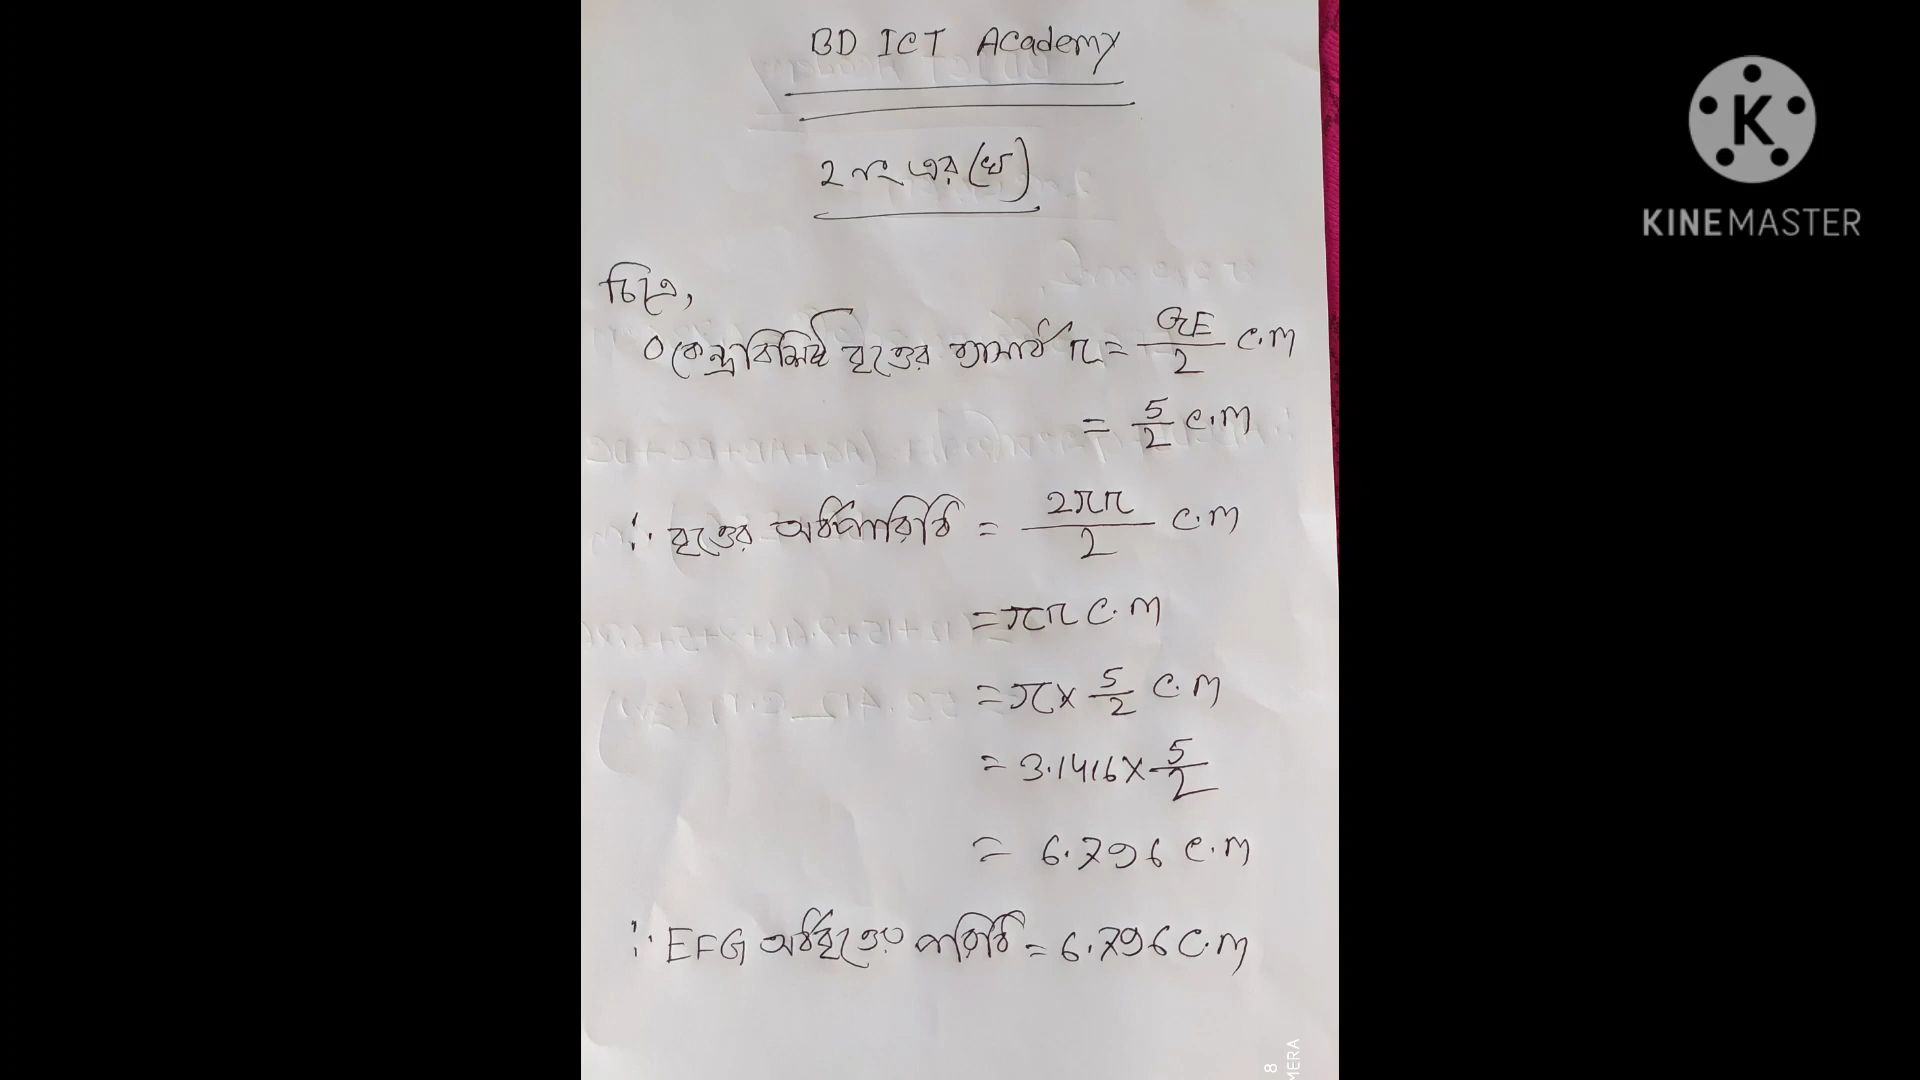 BD ICT Academy
২ নং এর (খ)
চিত্রে,
O কেন্দ্রবিশিষ্ট বৃত্তের ব্যাসার্ধ r = GE/2 C.M
= 5/2 C.M
∴ বৃত্তের অর্ধপরিধি = 2πr/2 C.M
= πr C.M
= π× 5/2 C.M
= 3.1416× 5/2
= 6.796 C.M
∴ EFG অর্ধবৃত্তের পরিধি = 6.796 C.M
K
KINEMASTER